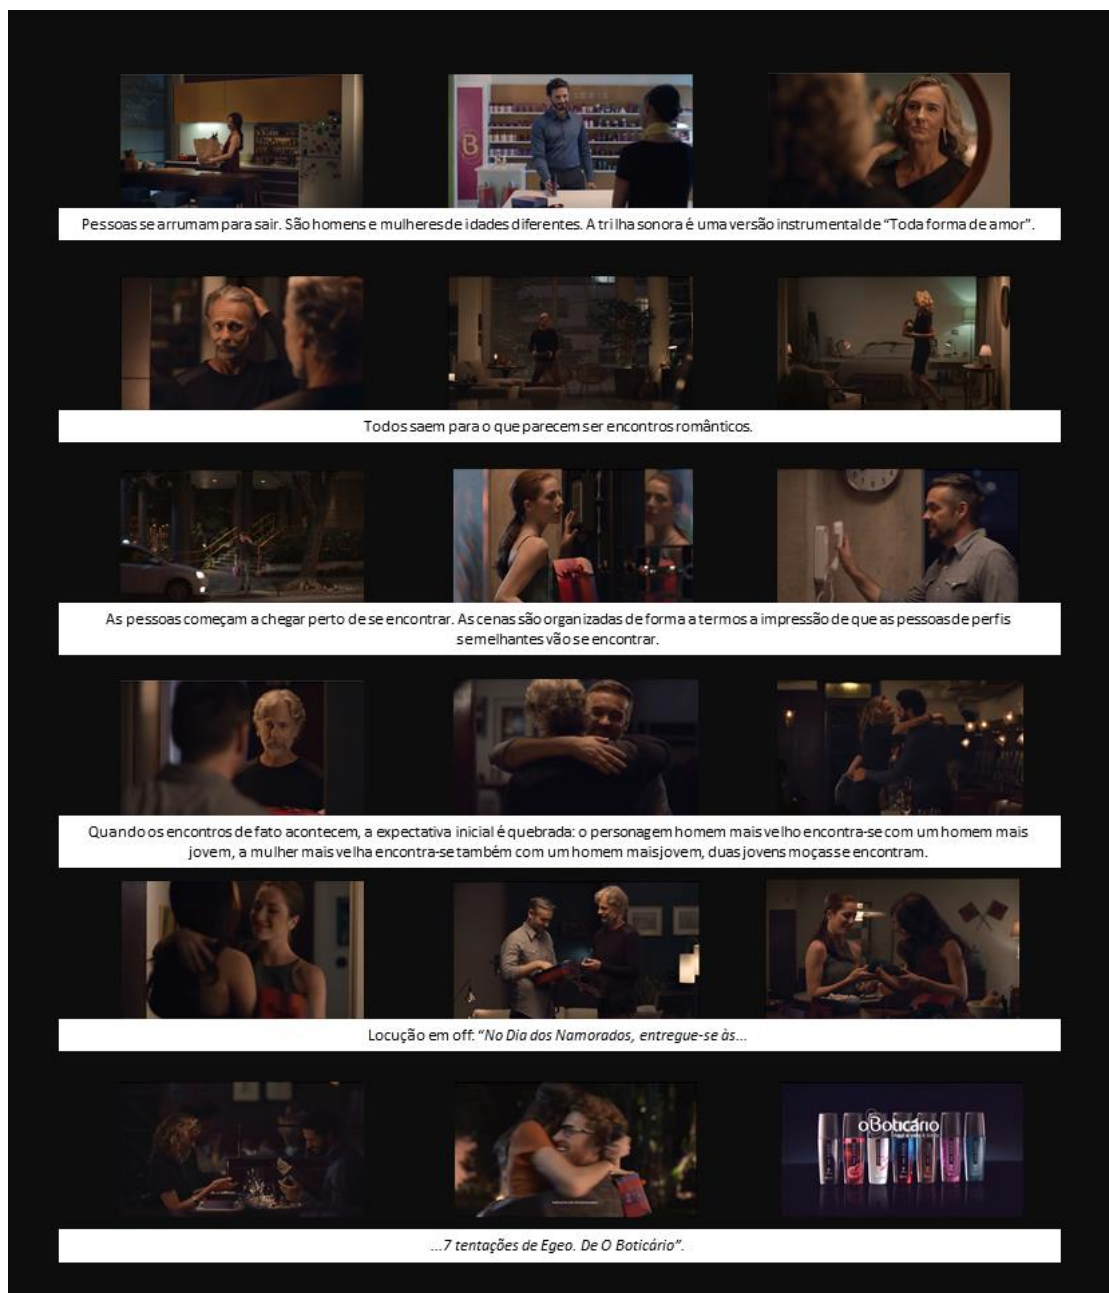 B
Pessoas se arrumam para sair. São homens e mulheres de idades diferentes. A trilha sonora é uma versão instrumental de “Toda forma de amor”.
Todos saem para o que parecem ser encontros românticos.
As pessoas começam a chegar perto de se encontrar. As cenas são organizadas de forma a termos a impressão de que as pessoas de perfis
semelhantes vão se encontrar.
Quando os encontros de fato acontecem, a expectativa inicial é quebrada: o personagem homem mais velho encontra-se com um homem mais
jovem, a mulher mais velha encontra-se também com um homem mais jovem, duas jovens moças se encontram.
Locução em off: “No Dia dos Namorados, entregue-se às...
oBoticário
...7 tentações de Egeo. De O Boticário”.